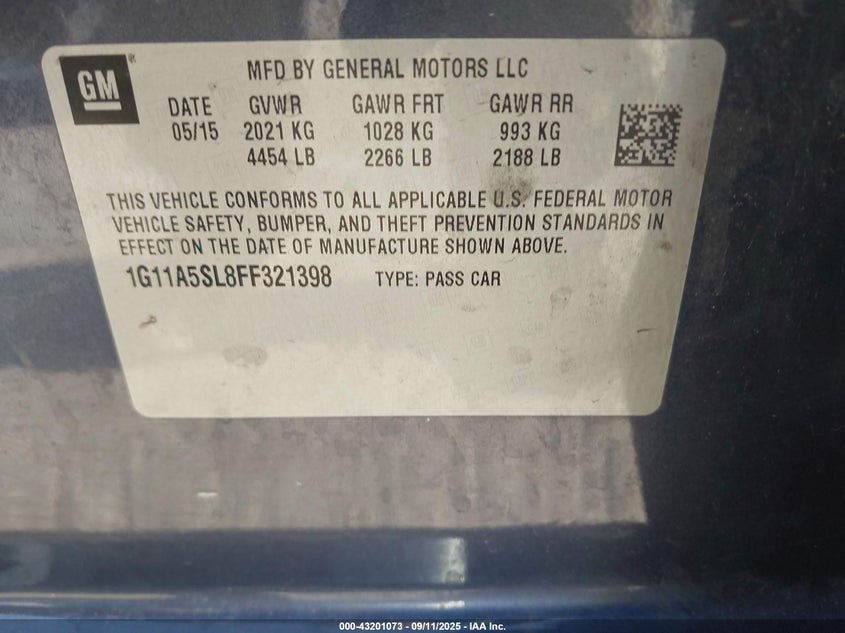 GM
MFD BY GENERAL MOTORS LLC
DATE GVWR GAWR FRT GAWR RR
05/15 2021 KG 1028 KG 993 KG
4454 LB 2266 LB 2188 LB
THIS VEHICLE CONFORMS TO ALL APPLICABLE U.S. FEDERAL MOTOR
VEHICLE SAFETY, BUMPER, AND THEFT PREVENTION STANDARDS IN
EFFECT ON THE DATE OF MANUFACTURE SHOWN ABOVE.
1G11A5SL8FF321398 TYPE: PASS CAR
000-43201073 - 09/11/2025 - IAA Inc.